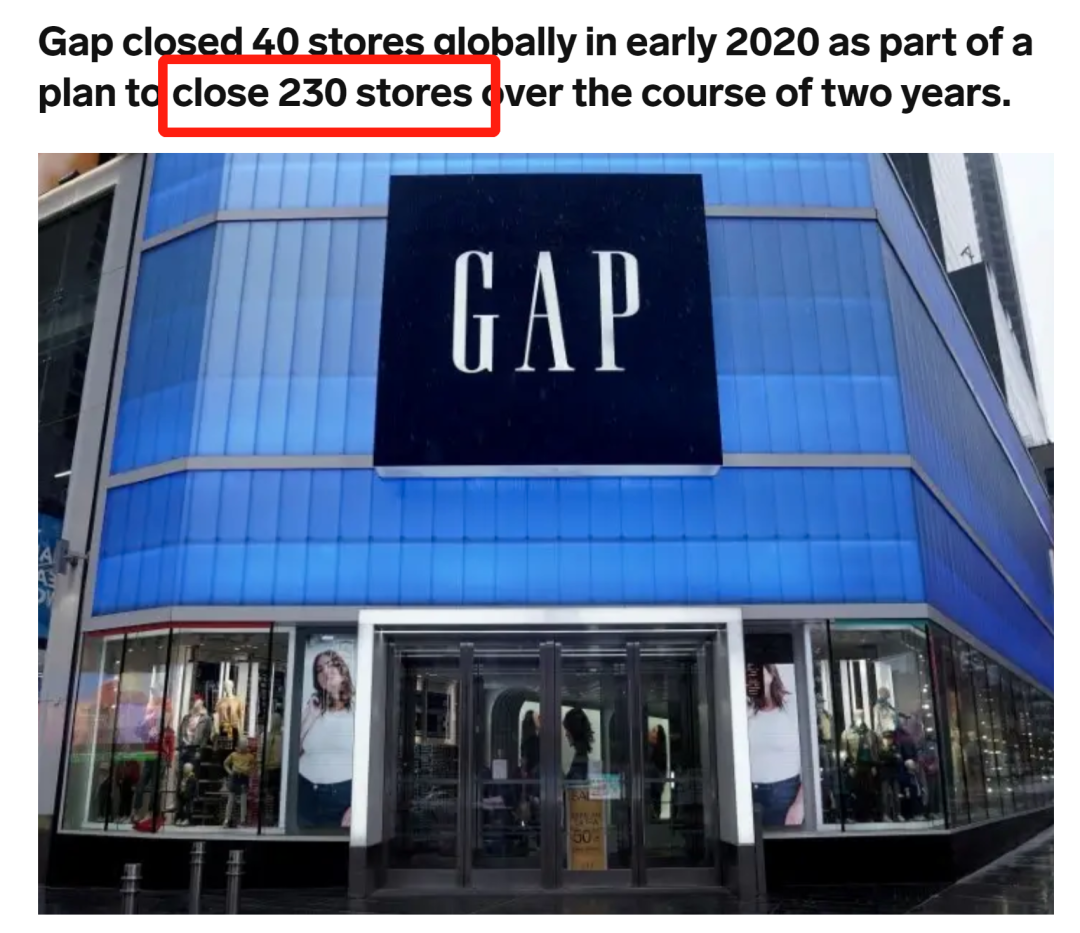 Gap closed 40 stores globally in early 2020 as part of a
plan to close 230 stores over the course of two years.
GAP